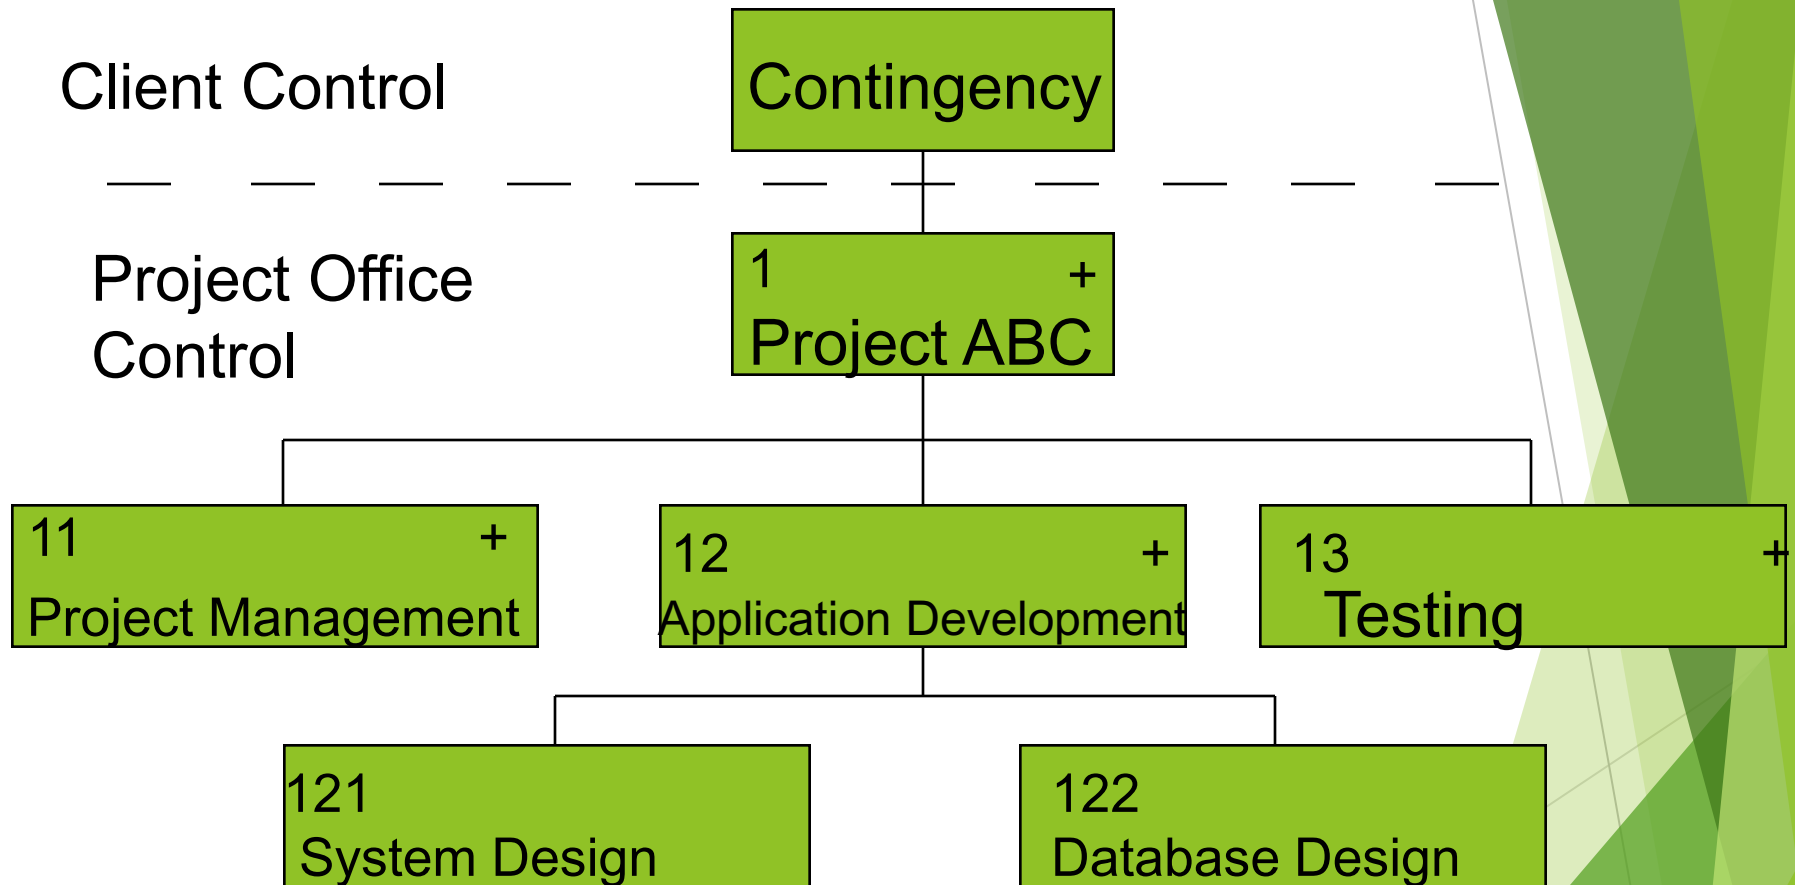 Client Control
Contingency
Project Office
Control
1 +
Project ABC
11 +
Project Management
12 +
Application Development
13 +
Testing
121
System Design
122
Database Design